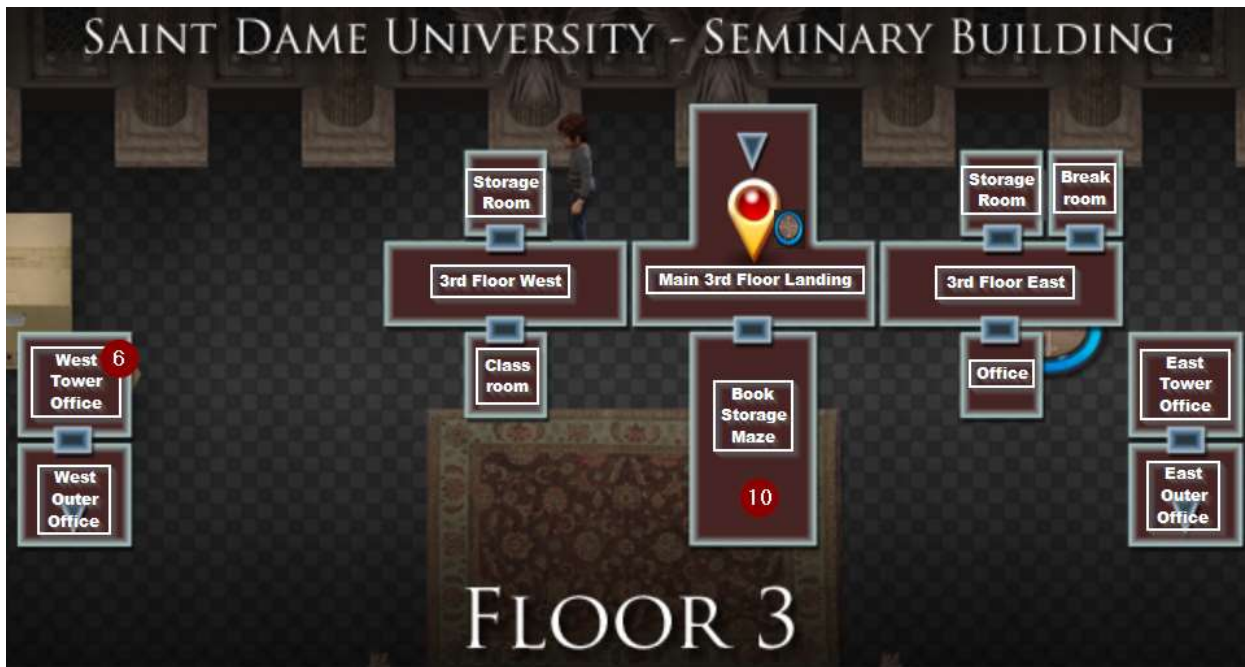 SAINT DAME UNIVERSITY - SEMINARY BUILDING
Storage
Room
Storage
Room
Break
room
3rd Floor West
Main 3rd Floor Landing
3rd Floor East
West
Tower
Office
6
Class
room
Book
Storage
Maze
Office
East
Tower
Office
West
Outer
Office
10
East
Outer
Office
FLOOR 3